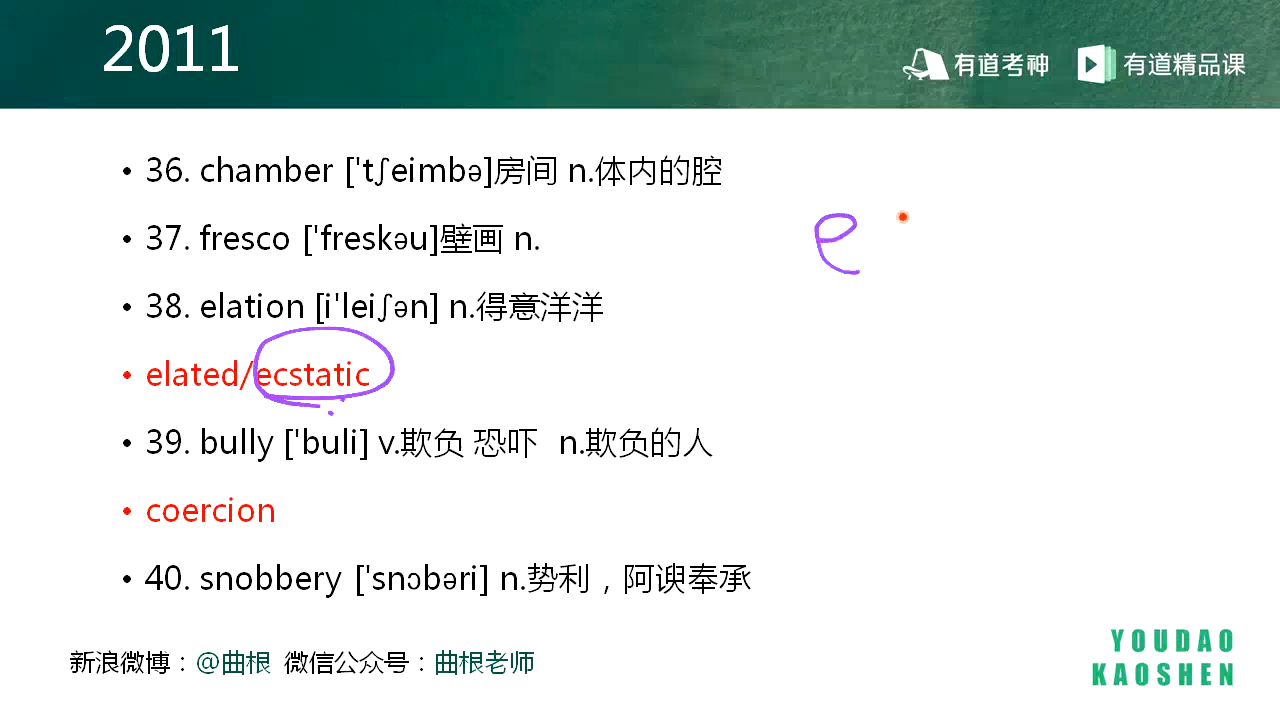 2011
有道考神 有道精品课
• 36. chamber ['tʃeimbə]房间 n.体内的腔
• 37. fresco ['freskəu]壁画 n.
e
• 38. elation [i'leiʃən] n.得意洋洋
• elated/ecstatic
• 39. bully ['buli] v.欺负 恐吓 n.欺负的人
• coercion
• 40. snobbery ['snɔbəri] n.势利，阿谀奉承
新浪微博：@曲根 微信公众号：曲根老师
YOUDAO
KAOSHEN